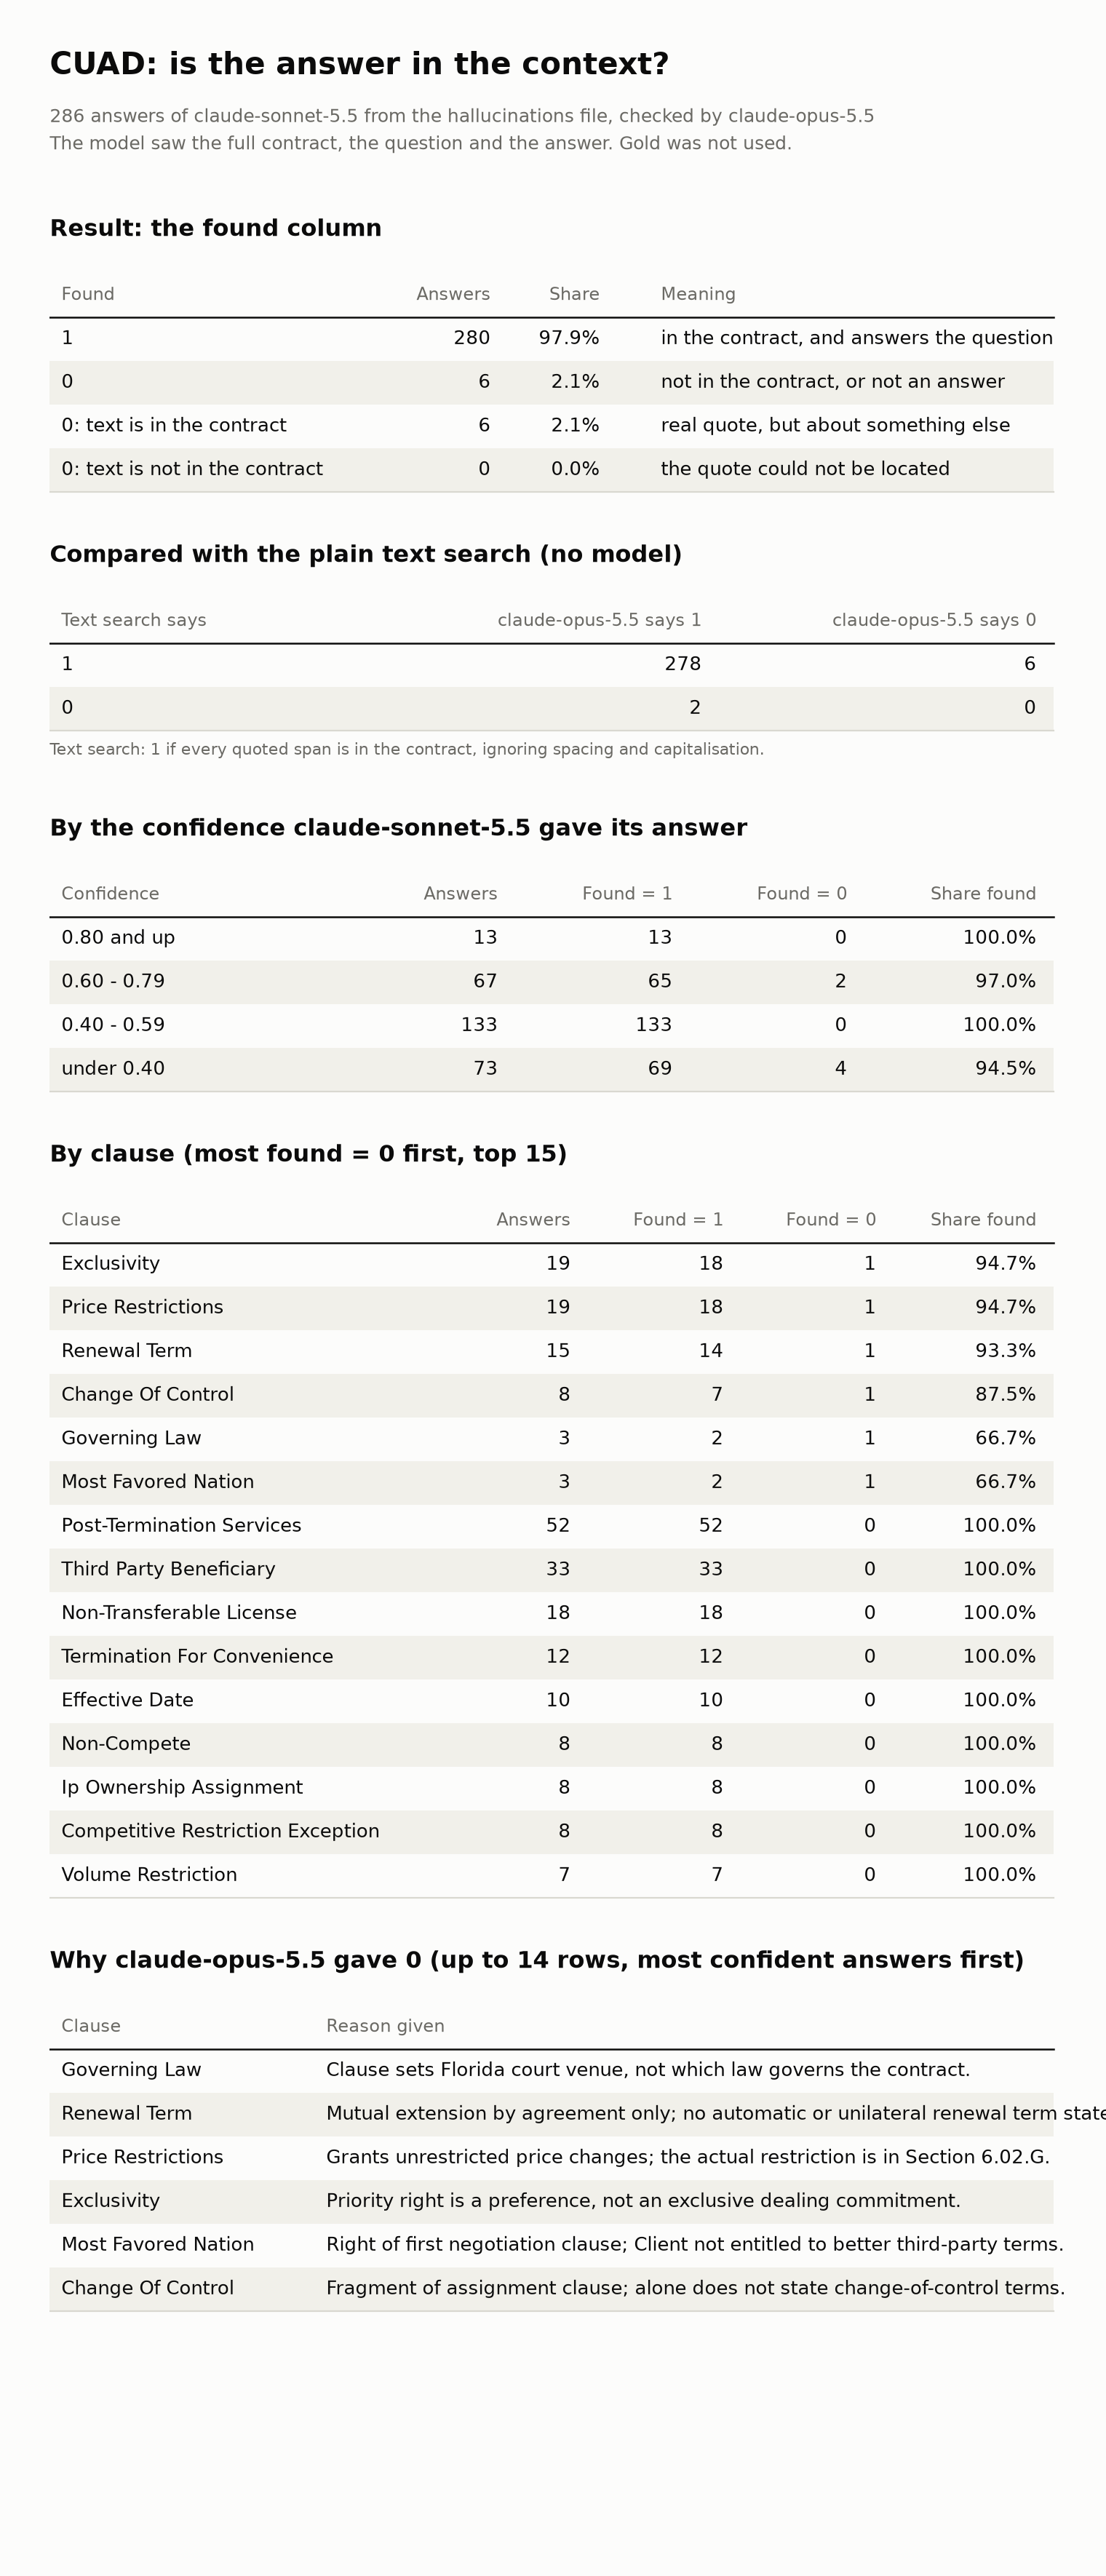 CUAD: is the answer in the context?
286 answers of claude-sonnet-5.5 from the hallucinations file, checked by claude-opus-5.5
The model saw the full contract, the question and the answer. Gold was not used.
Result: the found column
Found Answers Share Meaning
1 280 97.9% in the contract, and answers the question
0 6 2.1% not in the contract, or not an answer
0: text is in the contract 6 2.1% real quote, but about something else
0: text is not in the contract 0 0.0% the quote could not be located
Compared with the plain text search (no model)
Text search says claude-opus-5.5 says 1 claude-opus-5.5 says 0
1 278 6
0 2 0
Text search: 1 if every quoted span is in the contract, ignoring spacing and capitalisation.
By the confidence claude-sonnet-5.5 gave its answer
Confidence Answers Found = 1 Found = 0 Share found
0.80 and up 13 13 0 100.0%
0.60 - 0.79 67 65 2 97.0%
0.40 - 0.59 133 133 0 100.0%
under 0.40 73 69 4 94.5%
By clause (most found = 0 first, top 15)
Clause Answers Found = 1 Found = 0 Share found
Exclusivity 19 18 1 94.7%
Price Restrictions 19 18 1 94.7%
Renewal Term 15 14 1 93.3%
Change Of Control 8 7 1 87.5%
Governing Law 3 2 1 66.7%
Most Favored Nation 3 2 1 66.7%
Post-Termination Services 52 52 0 100.0%
Third Party Beneficiary 33 33 0 100.0%
Non-Transferable License 18 18 0 100.0%
Termination For Convenience 12 12 0 100.0%
Effective Date 10 10 0 100.0%
Non-Compete 8 8 0 100.0%
Ip Ownership Assignment 8 8 0 100.0%
Competitive Restriction Exception 8 8 0 100.0%
Volume Restriction 7 7 0 100.0%
Why claude-opus-5.5 gave 0 (up to 14 rows, most confident answers first)
Clause Reason given
Governing Law Clause sets Florida court venue, not which law governs the contract.
Renewal Term Mutual extension by agreement only; no automatic or unilateral renewal term state
Price Restrictions Grants unrestricted price changes; the actual restriction is in Section 6.02.G.
Exclusivity Priority right is a preference, not an exclusive dealing commitment.
Most Favored Nation Right of first negotiation clause; Client not entitled to better third-party terms.
Change Of Control Fragment of assignment clause; alone does not state change-of-control terms.